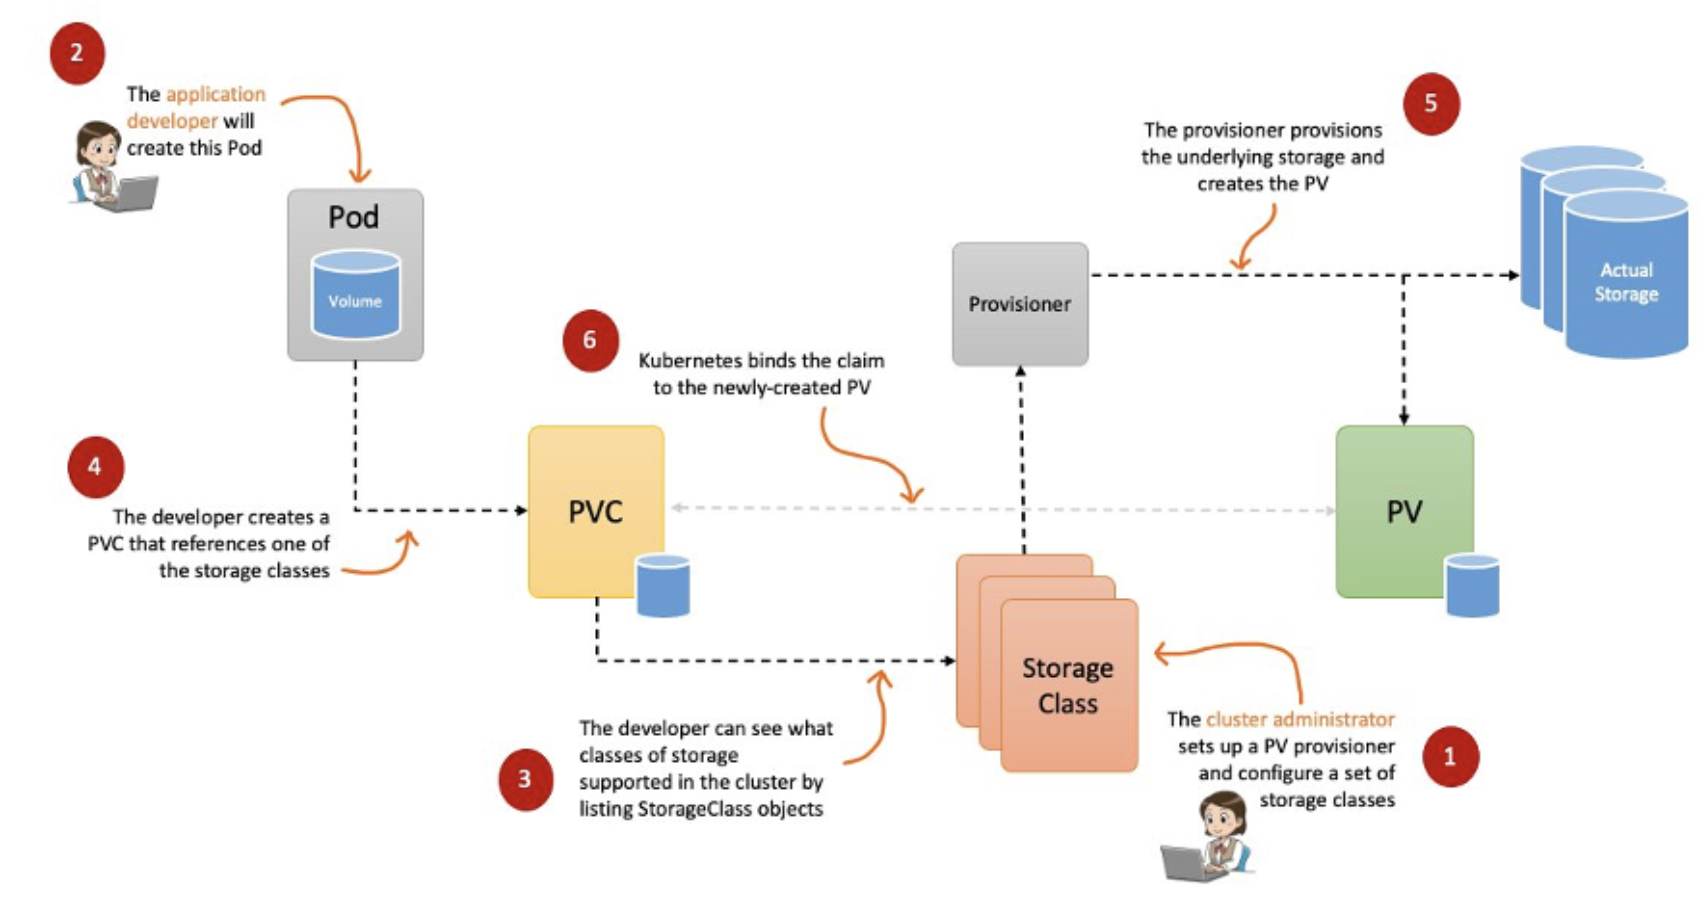 2
The application
developer will
create this Pod
Pod
Volume
5
The provisioner provisions
the underlying storage and
creates the PV
Actual
Storage
Provisioner
6
Kubernetes binds the claim
to the newly-created PV
4
The developer creates a
PVC that references one of
the storage classes
PVC
PV
Storage
Class
3
The developer can see what
classes of storage
supported in the cluster by
listing StorageClass objects
1
The cluster administrator
sets up a PV provisioner
and configure a set of
storage classes